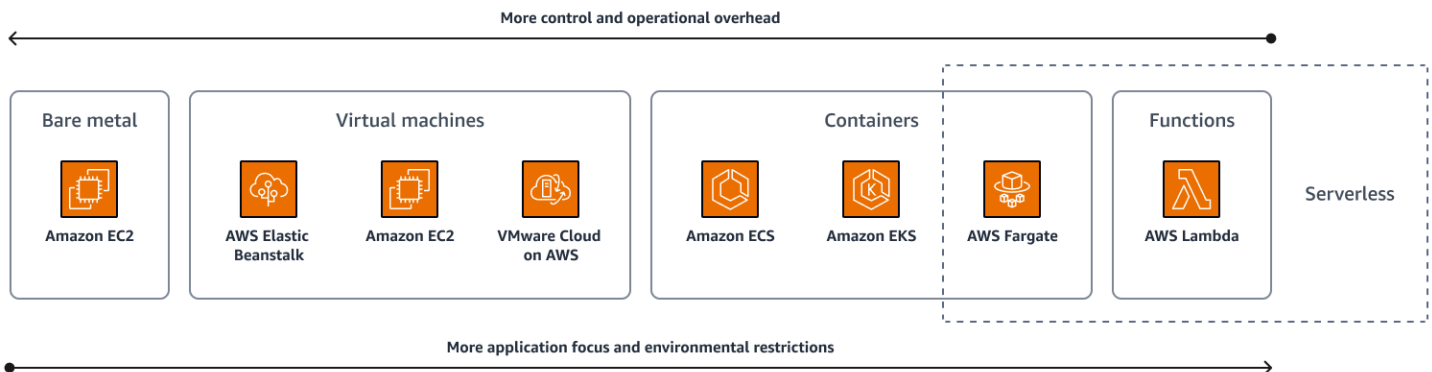 More control and operational overhead
Bare metal
Amazon EC2
Virtual machines
AWS Elastic
Beanstalk
Amazon EC2
VMware Cloud
on AWS
Containers
Amazon ECS
Amazon EKS
K
AWS Fargate
Functions
AWS Lambda
Serverless
More application focus and environmental restrictions